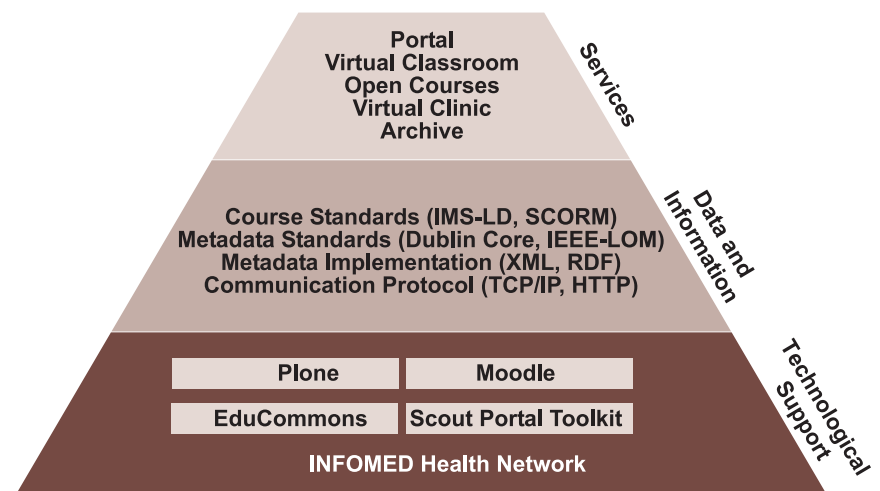 Portal
Virtual Classroom
Open Courses
Virtual Clinic
Archive
Services
Course Standards (IMS-LD, SCORM)
Metadata Standards (Dublin Core, IEEE-LOM)
Metadata Implementation (XML, RDF)
Communication Protocol (TCP/IP, HTTP)
Data and
Information
Plone
Moodle
EduCommons
Scout Portal Toolkit
INFOMED Health Network
Technological
Support